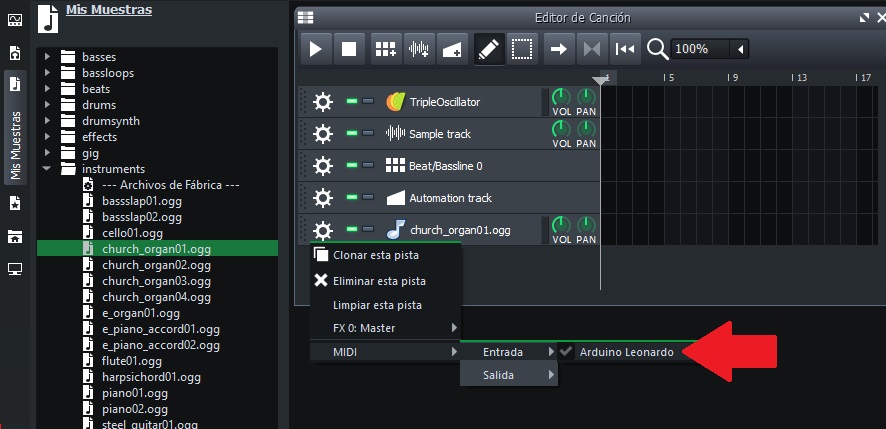 Mis Muestras
Mis Muestras
basses
bassloops
beats
drums
drumsynth
effects
gig
instruments
--- Archivos de Fábrica ---
bassslap01.ogg
bassslap02.ogg
cello01.ogg
church_organ01.ogg
church_organ02.ogg
church_organ03.ogg
church_organ04.ogg
e_organ01.ogg
e_piano_accord01.ogg
e_piano_accord02.ogg
flute01.ogg
harpsichord01.ogg
piano01.ogg
piano02.ogg
steel_guitar01.ogg
Editor de Canción
100%
1 5 9 13 17
TripleOscillator VOL PAN
Sample track VOL PAN
Beat/Bassline 0
Automation track
church_organ01.ogg VOL PAN
Clonar esta pista
Eliminar esta pista
Limpiar esta pista
FX 0: Master
MIDI
Entrada
Salida
Arduino Leonardo